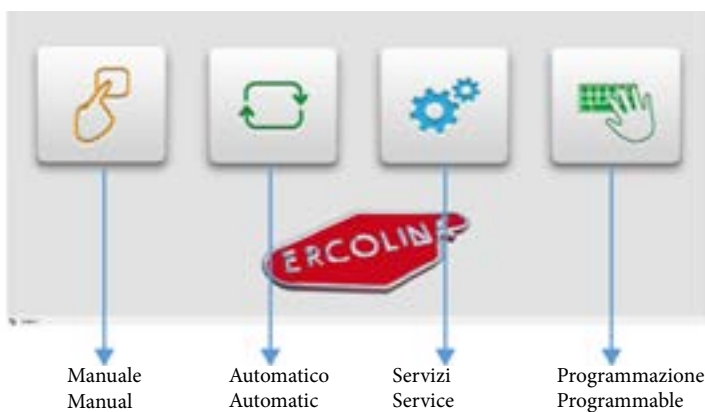 ERCOLINA
Manuale Automatico Servizi Programmazione
Manual Automatic Service Programmable